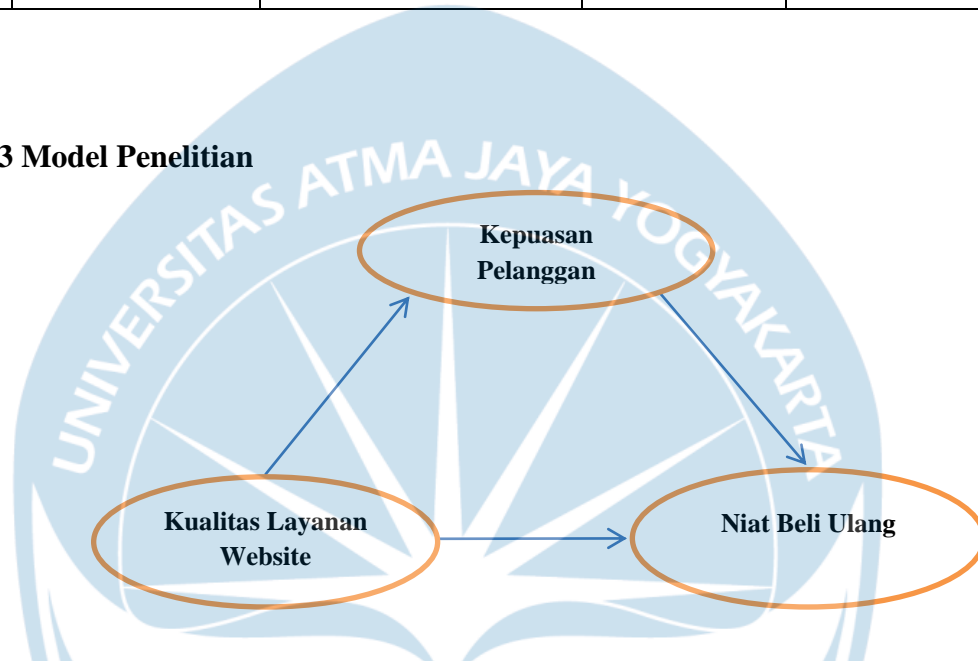 3 Model Penelitian
UNIVERSITAS ATMA JAYA YOGYAKARTA
Kepuasan
Pelanggan
Kualitas Layanan
Website
Niat Beli Ulang